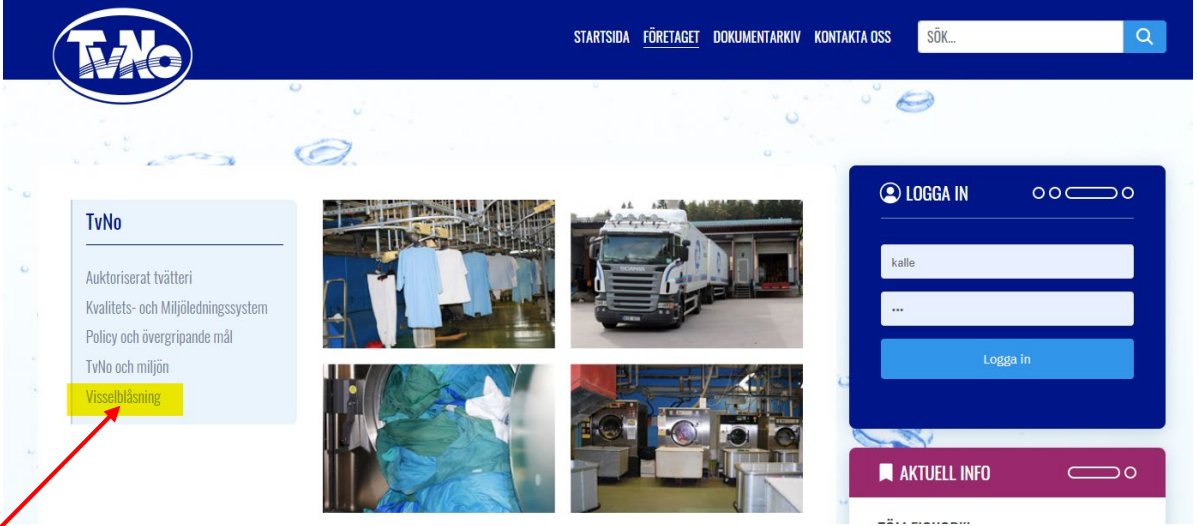 TvNo
STARTSIDA FÖRETAGET DOKUMENTARKIV KONTAKTA OSS SÖK...
LOGGA IN
TvNo
Auktoriserat tvätteri
Kvalitets- och Miljöledningssystem
Policy och övergripande mål
TvNo och miljön
Visselblåsning
SCANIA
kalle
...
Logga in
AKTUELL INFO